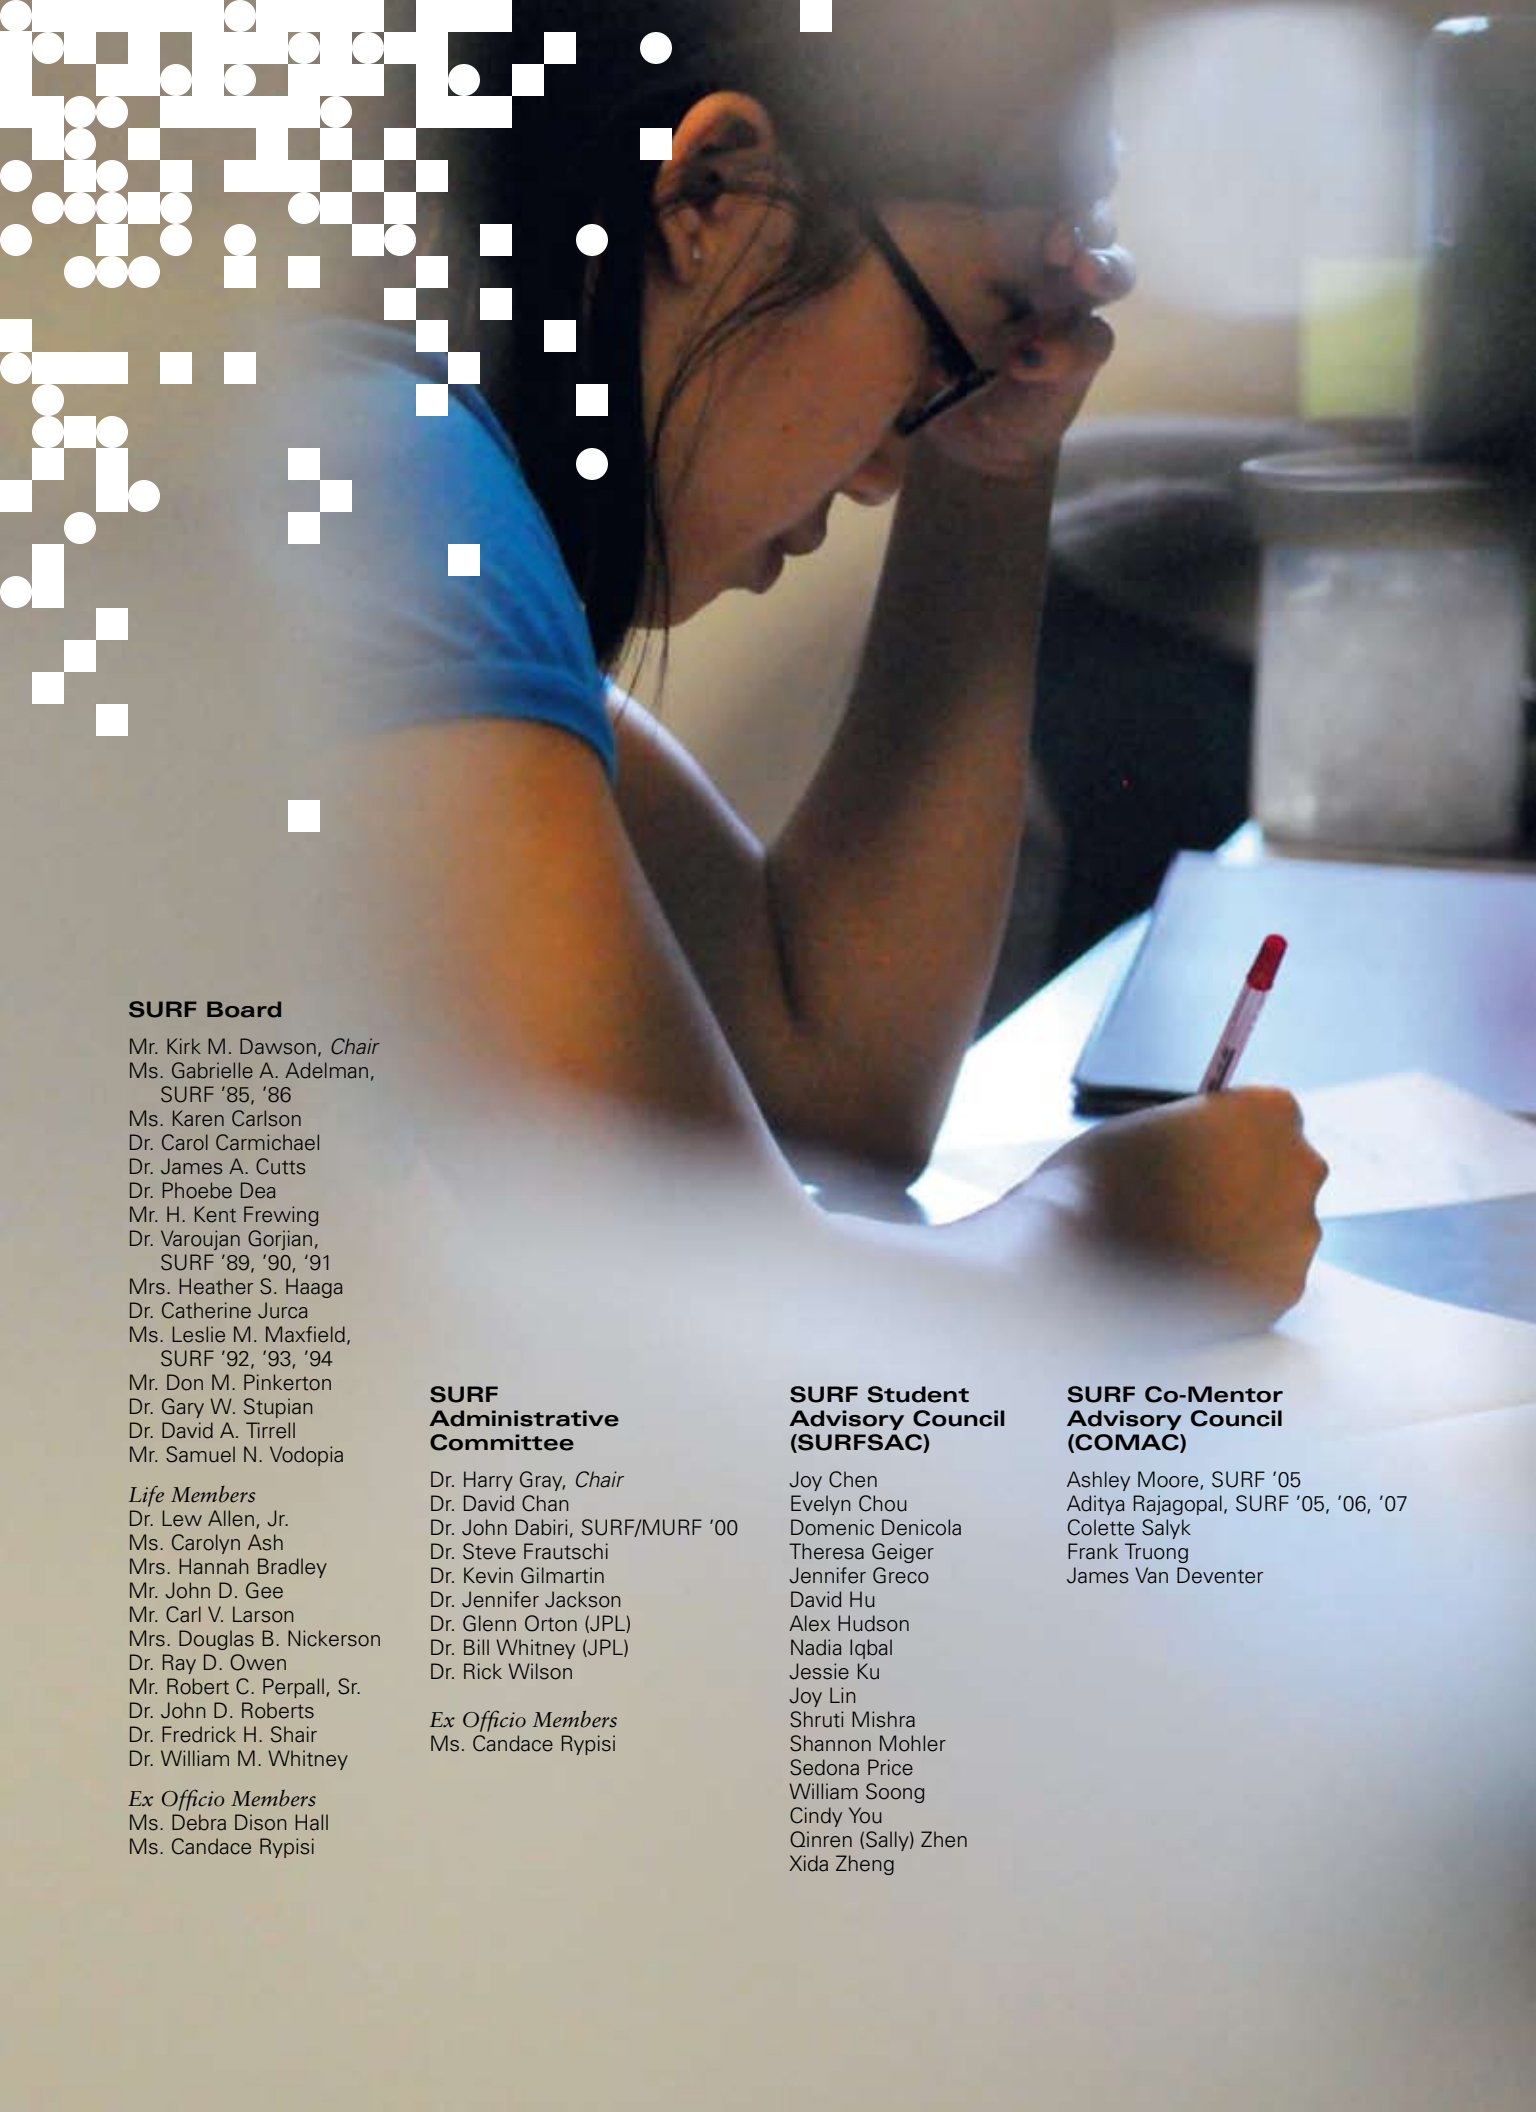 SURF Board
Mr. Kirk M. Dawson, Chair
Ms. Gabrielle A. Adelman,
SURF ’85, ’86
Ms. Karen Carlson
Dr. Carol Carmichael
Dr. James A. Cutts
Dr. Phoebe Dea
Mr. H. Kent Frewing
Dr. Varoujan Gorjian,
SURF ’89, ’90, ‘91
Mrs. Heather S. Haaga
Dr. Catherine Jurca
Ms. Leslie M. Maxfield,
SURF ’92, ’93, ’94
Mr. Don M. Pinkerton
Dr. Gary W. Stupian
Dr. David A. Tirrell
Mr. Samuel N. Vodopia
Life Members
Dr. Lew Allen, Jr.
Ms. Carolyn Ash
Mrs. Hannah Bradley
Mr. John D. Gee
Mr. Carl V. Larson
Mrs. Douglas B. Nickerson
Dr. Ray D. Owen
Mr. Robert C. Perpall, Sr.
Dr. John D. Roberts
Dr. Fredrick H. Shair
Dr. William M. Whitney
Ex Officio Members
Ms. Debra Dison Hall
Ms. Candace Rypisi
SURF
Administrative
Committee
Dr. Harry Gray, Chair
Dr. David Chan
Dr. John Dabiri, SURF/MURF ’00
Dr. Steve Frautschi
Dr. Kevin Gilmartin
Dr. Jennifer Jackson
Dr. Glenn Orton (JPL)
Dr. Bill Whitney (JPL)
Dr. Rick Wilson
Ex Officio Members
Ms. Candace Rypisi
SURF Student
Advisory Council
(SURFSAC)
Joy Chen
Evelyn Chou
Domenic Denicola
Theresa Geiger
Jennifer Greco
David Hu
Alex Hudson
Nadia Iqbal
Jessie Ku
Joy Lin
Shruti Mishra
Shannon Mohler
Sedona Price
William Soong
Cindy You
Qinren (Sally) Zhen
Xida Zheng
SURF Co-Mentor
Advisory Council
(COMAC)
Ashley Moore, SURF ’05
Aditya Rajagopal, SURF ’05, ’06, ’07
Colette Salyk
Frank Truong
James Van Deventer